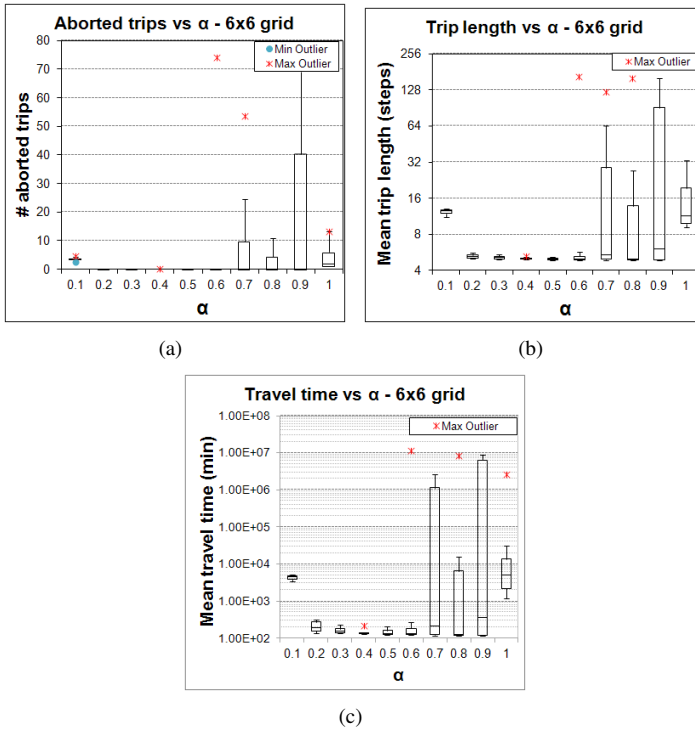 Aborted trips vs α - 6x6 grid
80
70
60
50
40
30
20
10
0
# aborted trips
Min Outlier
Max Outlier
0.1 0.2 0.3 0.4 0.5 0.6 0.7 0.8 0.9 1
α
(a)
Trip length vs α - 6x6 grid
256
128
64
32
16
8
4
Mean trip length (steps)
Max Outlier
0.1 0.2 0.3 0.4 0.5 0.6 0.7 0.8 0.9 1
α
(b)
Travel time vs α - 6x6 grid
1.00E+08
1.00E+07
1.00E+06
1.00E+05
1.00E+04
1.00E+03
1.00E+02
Mean travel time (min)
Max Outlier
0.1 0.2 0.3 0.4 0.5 0.6 0.7 0.8 0.9 1
α
(c)